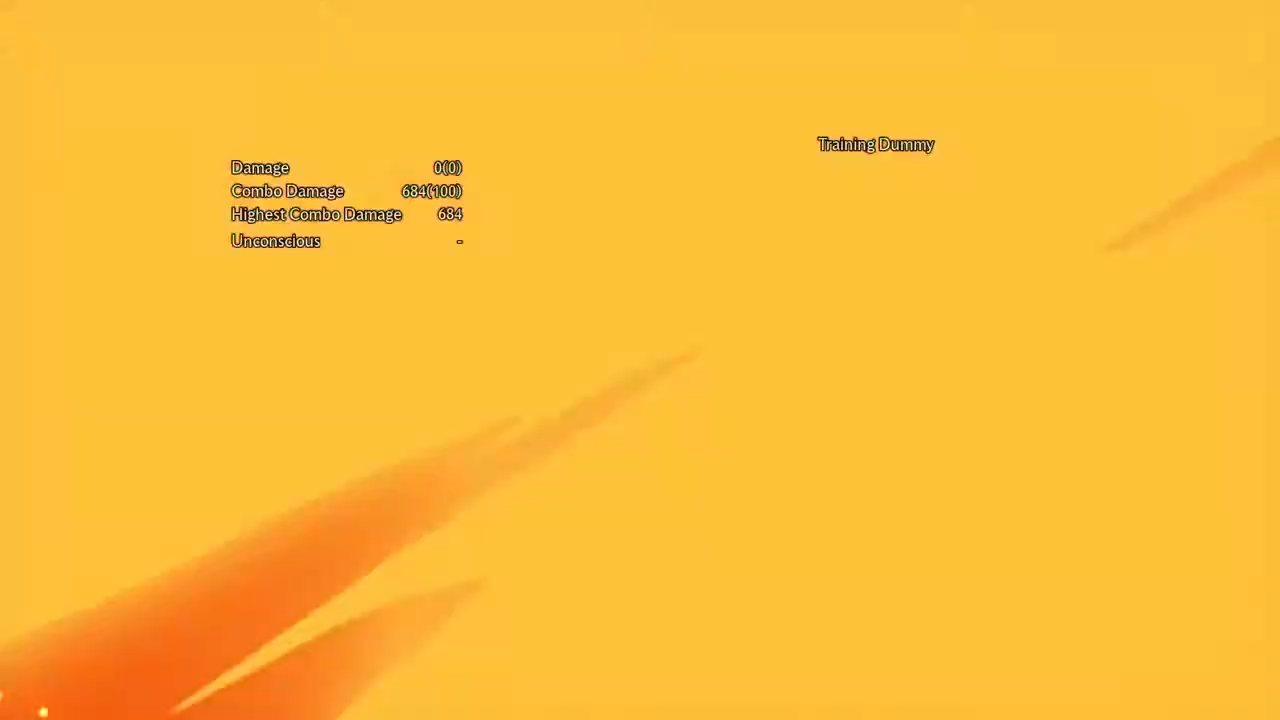 Training Dummy
Damage 0(0)
Combo Damage 684(100)
Highest Combo Damage 684
Unconscious -